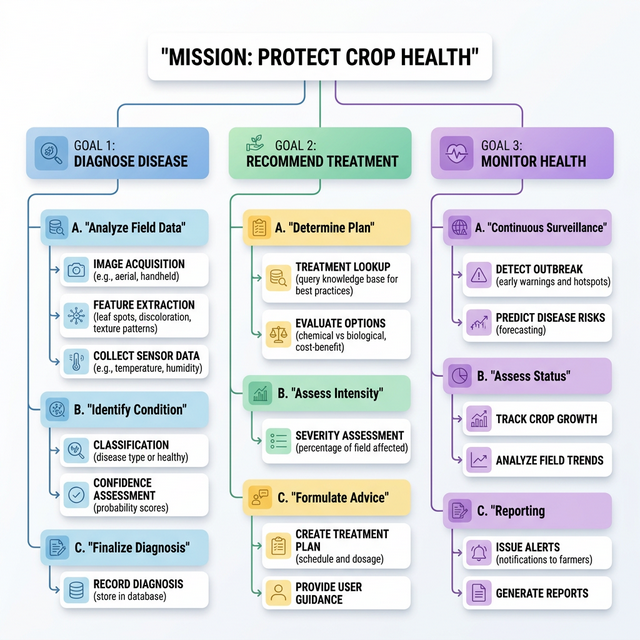 "MISSION: PROTECT CROP HEALTH"
GOAL 1:
DIAGNOSE DISEASE
A. "Analyze Field Data"
IMAGE ACQUISITION
(e.g., aerial, handheld)
FEATURE EXTRACTION
(leaf spots, discoloration,
texture patterns)
COLLECT SENSOR DATA
(e.g., temperature, humidity)
B. "Identify Condition"
CLASSIFICATION
(disease type or healthy)
CONFIDENCE
ASSESSMENT
(probability scores)
C. "Finalize Diagnosis"
RECORD DIAGNOSIS
(store in database)
GOAL 2:
RECOMMEND TREATMENT
A. "Determine Plan"
TREATMENT LOOKUP
(query knowledge base for
best practices)
EVALUATE OPTIONS
(chemical vs biological,
cost-benefit)
B. "Assess Intensity"
SEVERITY ASSESSMENT
(percentage of field affected)
C. "Formulate Advice"
CREATE TREATMENT
PLAN
(schedule and dosage)
PROVIDE USER
GUIDANCE
GOAL 3:
MONITOR HEALTH
A. "Continuous Surveillance"
DETECT OUTBREAK
(early warnings and hotspots)
PREDICT DISEASE RISKS
(forecasting)
B. "Assess Status"
TRACK CROP GROWTH
ANALYZE FIELD TRENDS
C. "Reporting
ISSUE ALERTS
(notifications to farmers)
GENERATE REPORTS